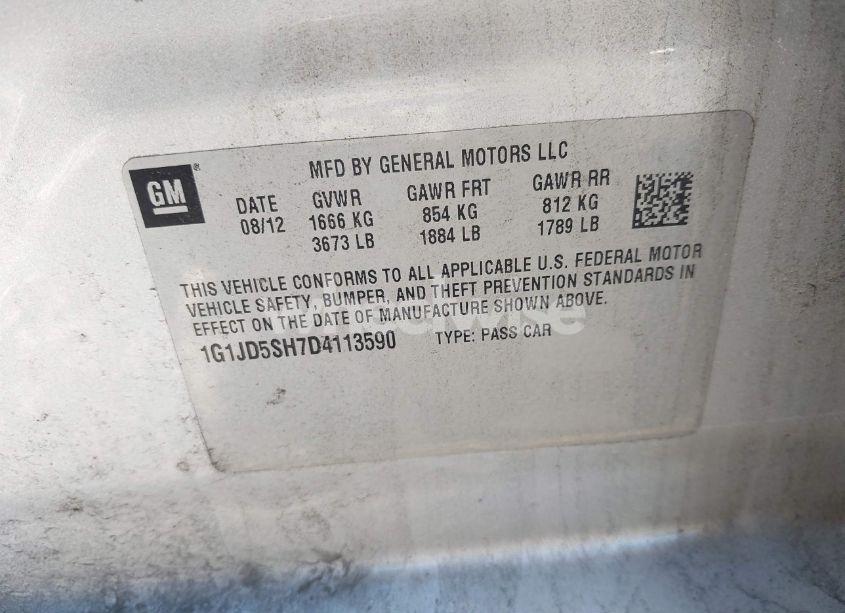 GM
®
MFD BY GENERAL MOTORS LLC
DATE
08/12
GVWR
1666 KG
3673 LB
GAWR FRT
854 KG
1884 LB
GAWR RR
812 KG
1789 LB
THIS VEHICLE CONFORMS TO ALL APPLICABLE U.S. FEDERAL MOTOR
VEHICLE SAFETY, BUMPER, AND THEFT PREVENTION STANDARDS IN
EFFECT ON THE DATE OF MANUFACTURE SHOWN ABOVE.
1G1JD5SH7D4113590
TYPE: PASS CAR